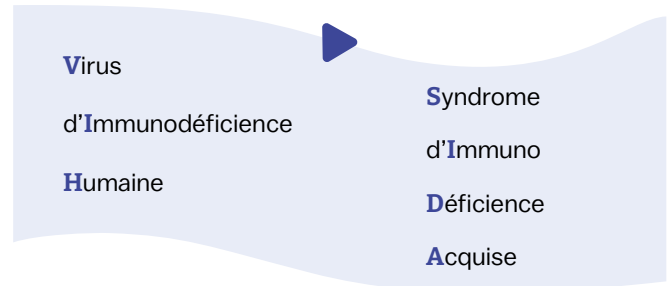 Virus
d'Immunodéficience
Humaine
Syndrome
d'Immuno
Déficience
Acquise